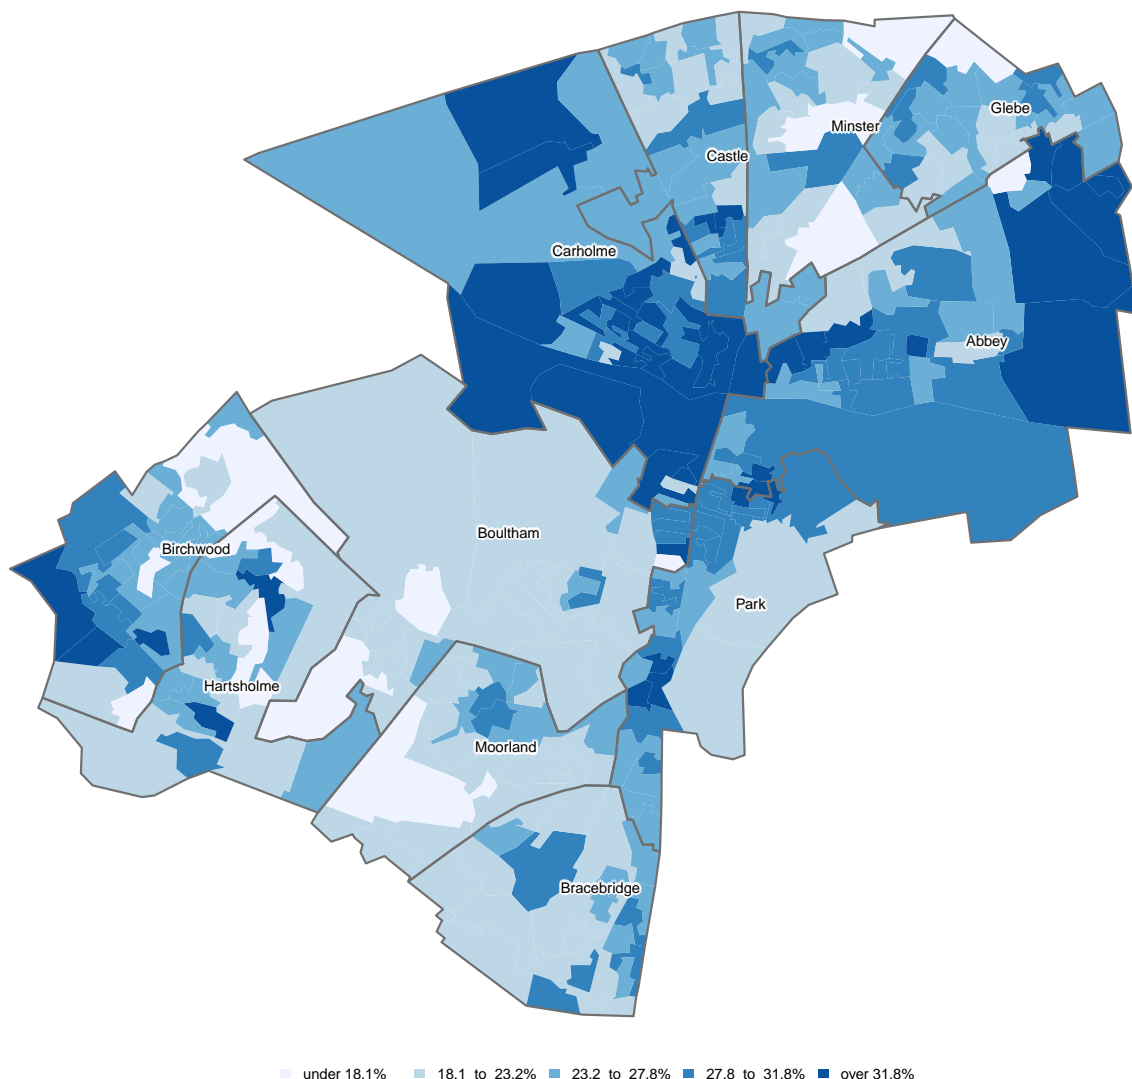 Glebe
Minster
Castle
Carholme
Abbey
Boultham
Birchwood
Park
Hartsholme
Moorland
Bracebridge
under 18.1% 18.1 to 23.2% 23.2 to 27.8% 27.8 to 31.8% over 31.8%